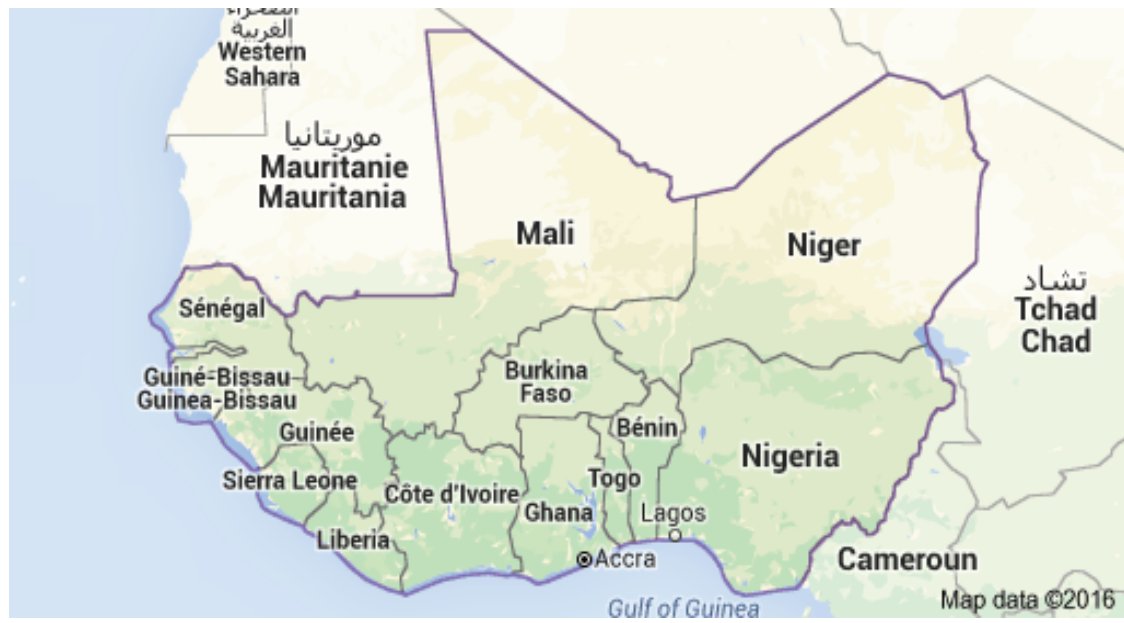 الصحراء
الغربية
Western
Sahara
موريتانيا
Mauritanie
Mauritania
Mali
Niger
تشاد
Tchad
Chad
Sénégal
Guiné-Bissau
Guinea-Bissau
Burkina
Faso
Guinée
Bénin
Nigeria
Sierra Leone
Côte d'Ivoire
Togo
Ghana
Lagos
Liberia
Accra
Cameroun
Gulf of Guinea
Map data ©2016